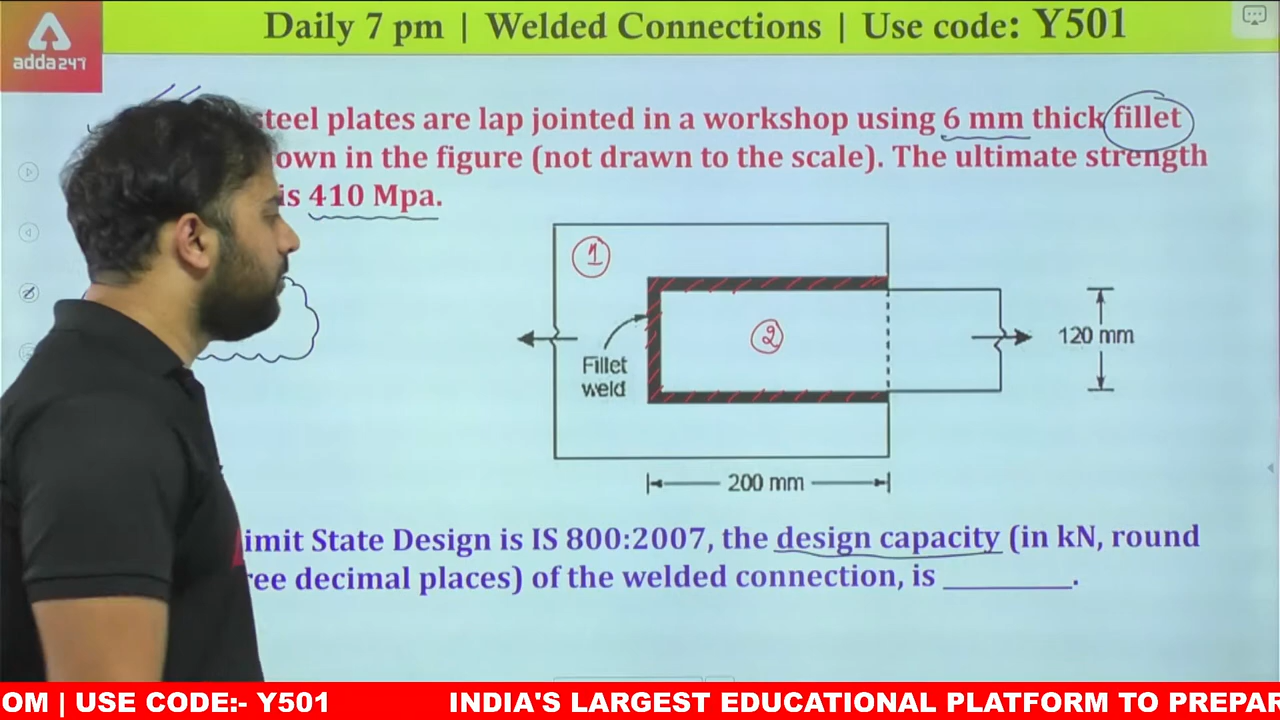 Daily 7 pm | Welded Connections | Use code: Y501
adda247
steel plates are lap jointed in a workshop using 6 mm thick fillet
own in the figure (not drawn to the scale). The ultimate strength
is 410 Mpa.
1
2
Fillet
weld
120 mm
200 mm
imit State Design is IS 800:2007, the design capacity (in kN, round
ee decimal places) of the welded connection, is ________.
OM | USE CODE:- Y501 INDIA'S LARGEST EDUCATIONAL PLATFORM TO PREPAR